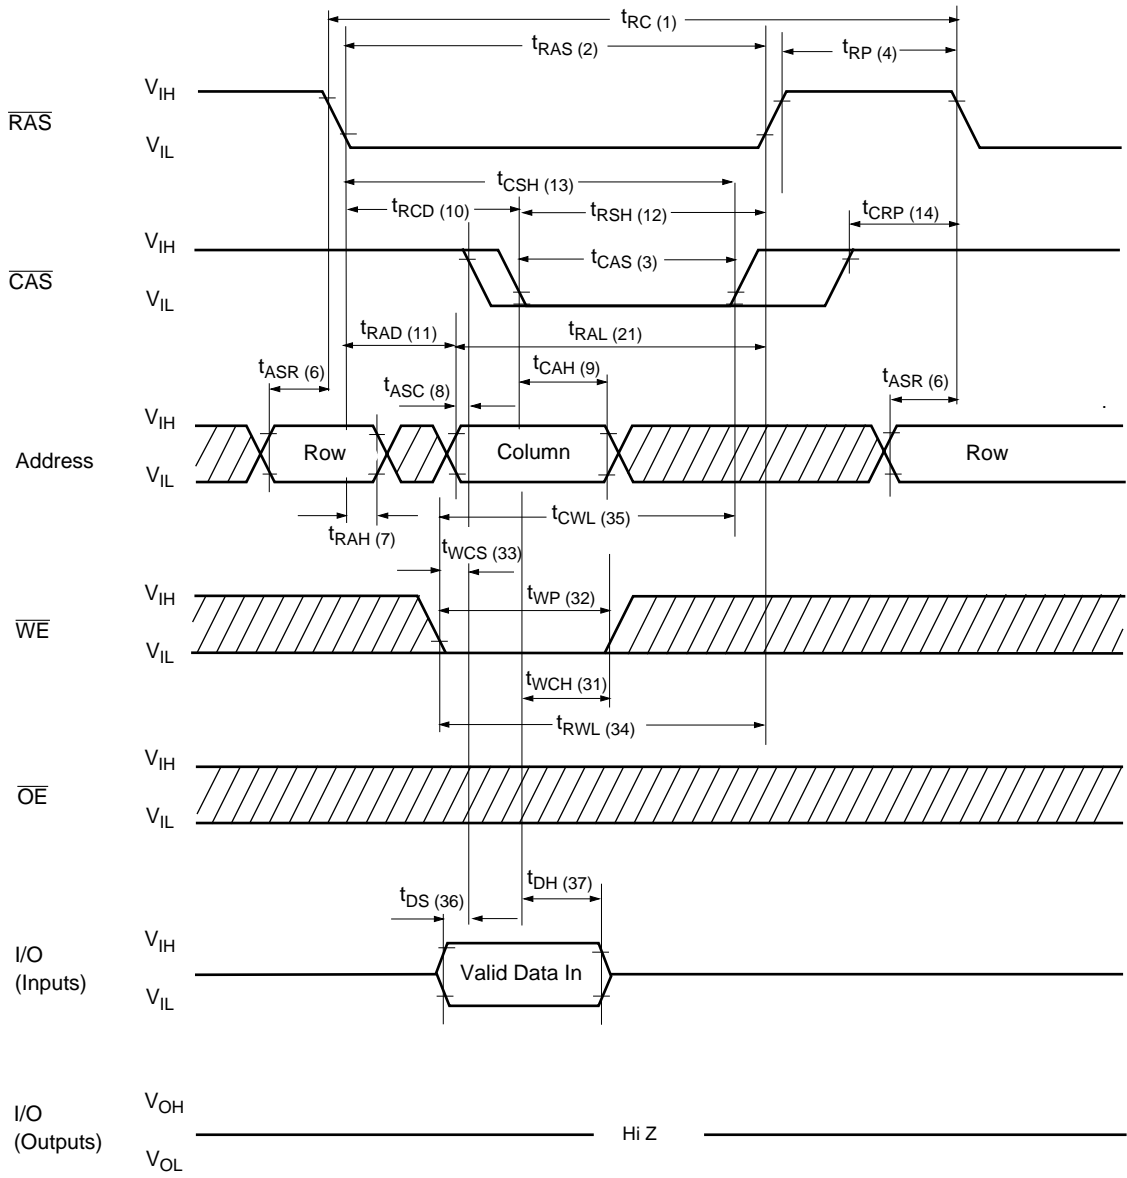 tRC (1)
tRAS (2)
tRP (4)
VIH
RAS
VIL
tCSH (13)
tRCD (10)
tRSH (12)
tCRP (14)
VIH
tCAS (3)
CAS
VIL
tRAD (11)
tRAL (21)
tASR (6)
tCAH (9)
tASC (8)
tASR (6)
VIH
Address
Row
Column
Row
VIL
tCWL (35)
tRAH (7)
tWCS (33)
VIH
tWP (32)
WE
VIL
tWCH (31)
tRWL (34)
VIH
OE
VIL
tDH (37)
tDS (36)
VIH
I/O
(Inputs)
Valid Data In
VIL
VOH
I/O
(Outputs)
Hi Z
VOL